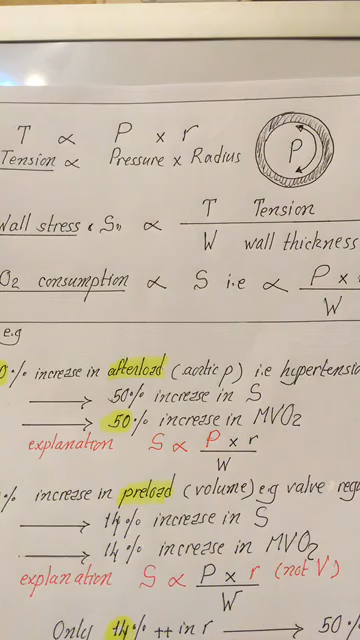 T ∝ P x r
P
Tension ∝ Pressure x Radius
Wall stress "S" ∝ T Tension / W wall thickness
O2 consumption ∝ S i.e ∝ P x / W
e.g
0% increase in afterload (aortic p) i.e hypertensio
→ 50% increase in S
→ 50% increase in MVO2
explanation S ∝ P x r / W
% increase in preload (volume) e.g valve regu
→ 14% increase in S
→ 14% increase in MVO2
explanation S ∝ P x r (not V) / W
Only 14% ++ in r → 50%